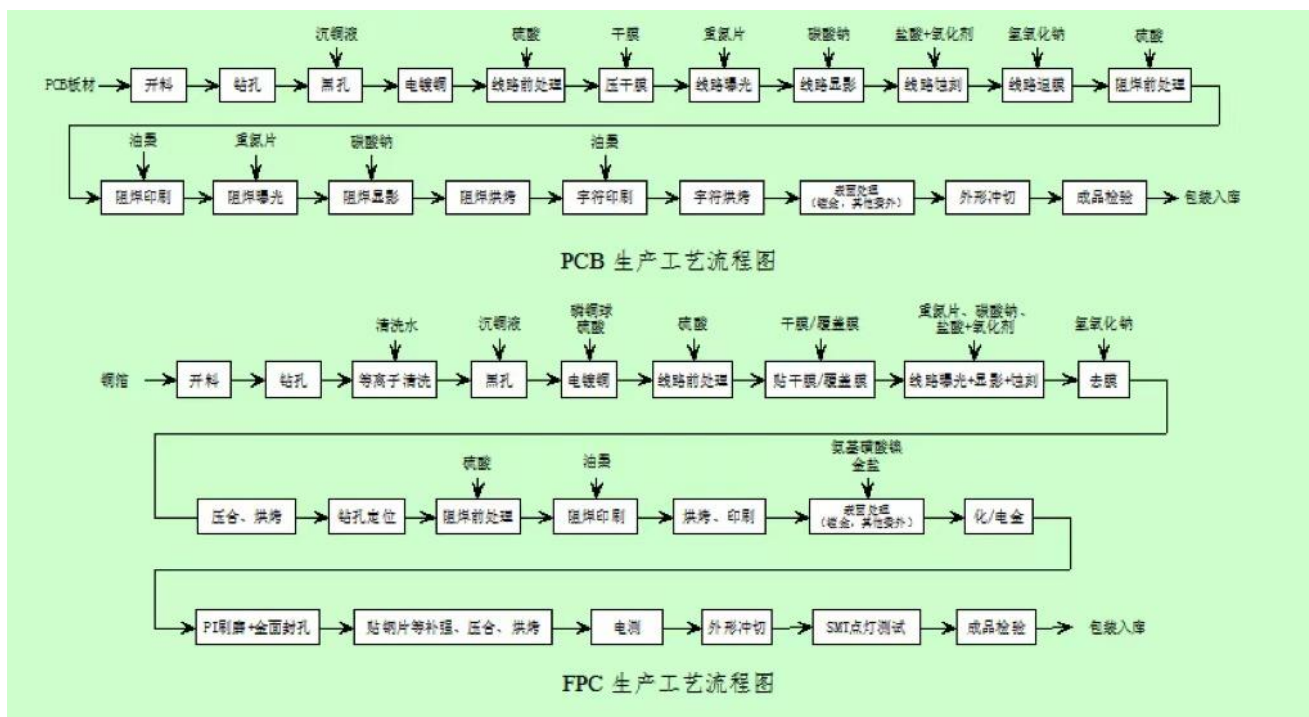 沉铜液 硫酸 干膜 重氮片 碳酸钠 盐酸+氧化剂 氢氧化钠 硫酸
PCB板材 开料 钻孔 黑孔 电镀铜 线路前处理 压干膜 线路曝光 线路显影 线路蚀刻 线路退膜 阻焊前处理
油墨 重氮片 碳酸钠 油墨
阻焊印刷 阻焊曝光 阻焊显影 阻焊烘烤 字符印刷 字符烘烤 表面处理 外形冲切 成品检验 包装入库
(镀金，其他委外)
PCB 生产工艺流程图
清洗水 沉铜液 磷铜球 硫酸 干膜/覆盖膜 重氮片、碳酸钠、 氢氧化钠
硫酸 盐酸+氧化剂
铜箔 开料 钻孔 等离子清洗 黑孔 电镀铜 线路前处理 贴干膜/覆盖膜 线路曝光+显影+蚀刻 去膜
硫酸 油墨 氨基磺酸镍
金盐
压合、烘烤 钻孔定位 阻焊前处理 阻焊印刷 烘烤、印刷 表面处理 化/电金
(镀金，其他委外)
PI刷磨+金面封孔 贴钢片等补强、压合、烘烤 电测 外形冲切 SMT点灯测试 成品检验 包装入库
FPC 生产工艺流程图